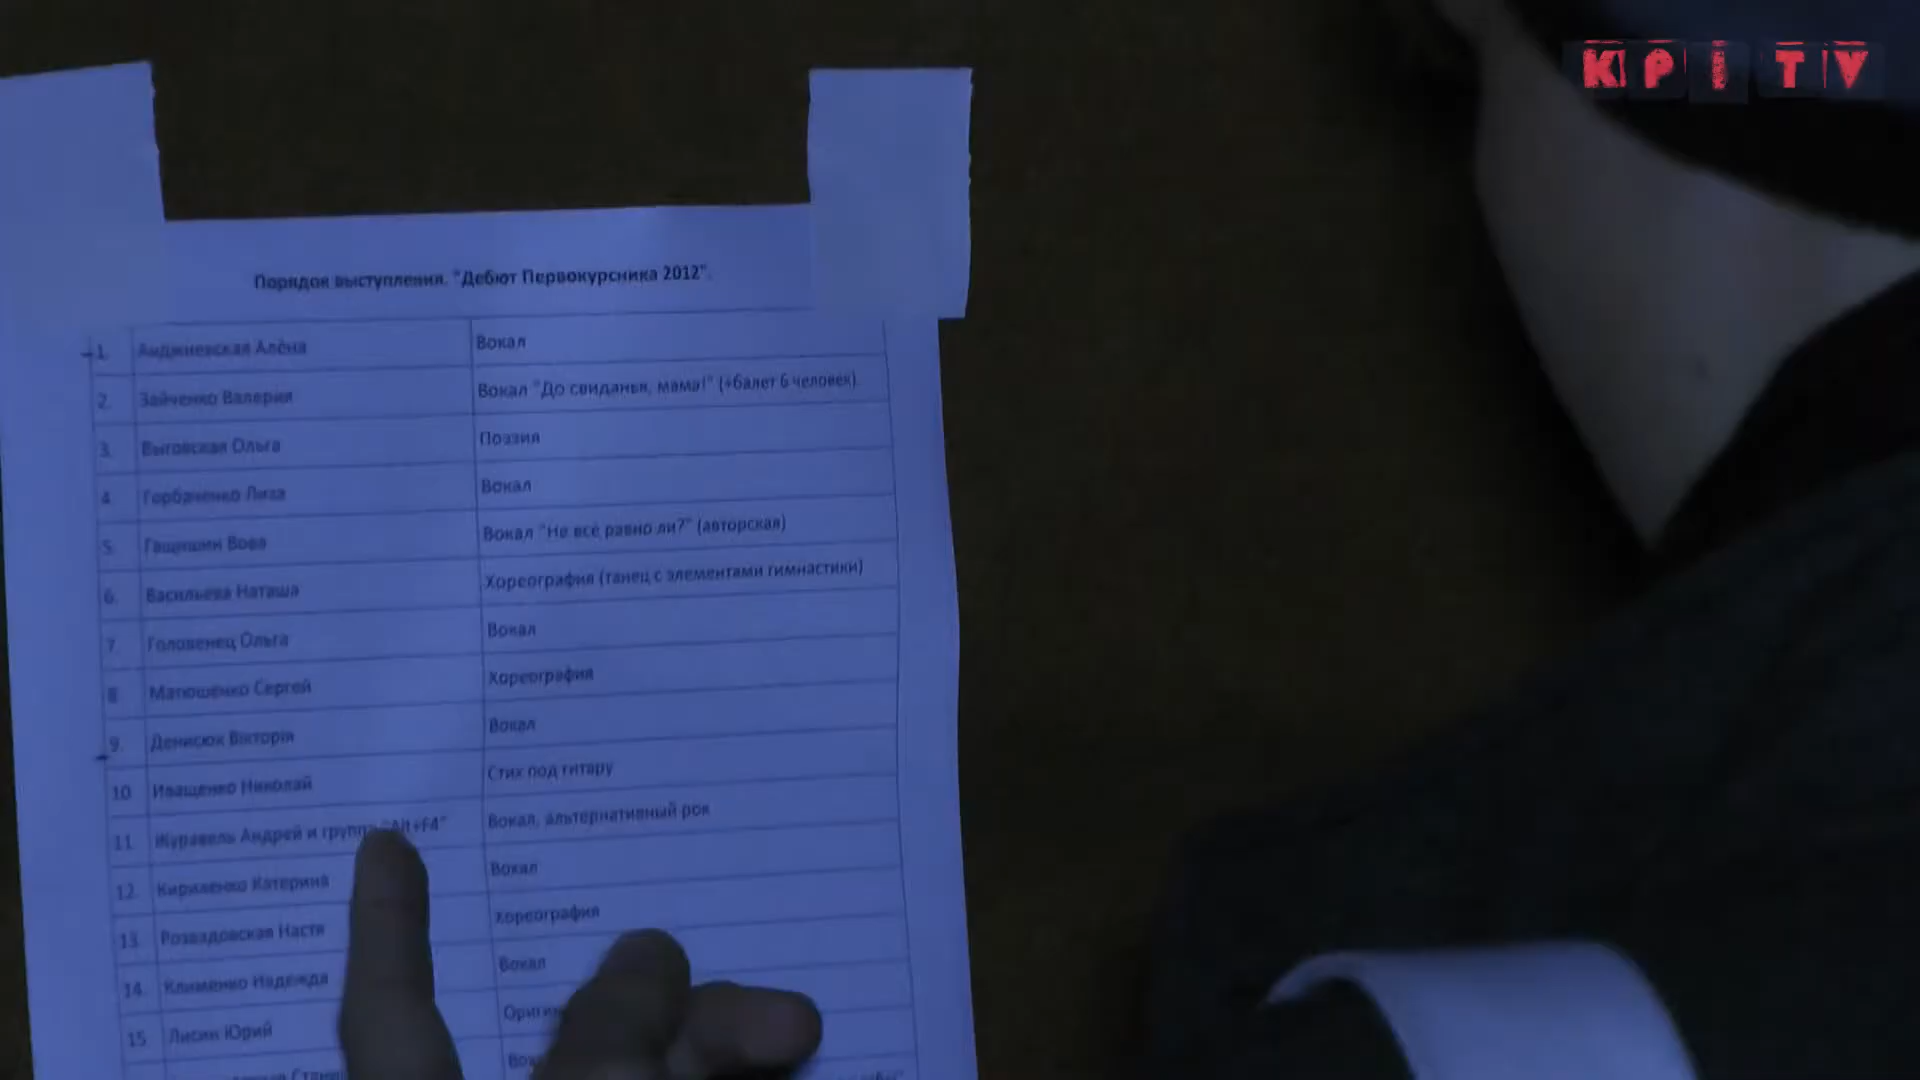 KPI TV
Порядок выступления. "Дебют Первокурсника 2012".
1. Анджиевская Алёна Вокал
2. Зайченко Валерия Вокал "До свиданья, мама!" (+балет 6 человек)
3. Выговская Ольга Поэзия
4. Горбаченко Лиза Вокал
5. Гащишин Вова Вокал "Не всё равно ли?" (авторская)
6. Васильева Наташа Хореография (танец с элементами гимнастики)
7. Головенец Ольга Вокал
8. Матюшенко Сергей Хореография
9. Денисюк Вікторія Вокал
10. Иващенко Николай Стих под гитару
11. Журавель Андрей и группа "Alt+F4" Вокал, альтернативный рок
12. Кириленко Катерина Вокал
13. Розвадовская Настя Хореография
14. Клименко Надежда Вокал
15. Лисин Юрий